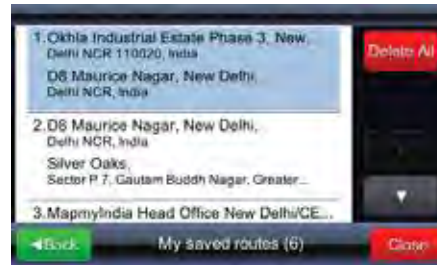 1.Okhla Industrial Estate Phase 3, New,
Delhi NCR 110020, India
D8 Maurice Nagar, New Delhi,
Delhi NCR, India
Delete All
2.D8 Maurice Nagar, New Delhi,
Delhi NCR, India
Silver Oaks,
Sector P 7, Gautam Buddh Nagar, Greater...
3.MapmyIndia Head Office New Delhi/CE...
Back
My saved routes (6)
Close